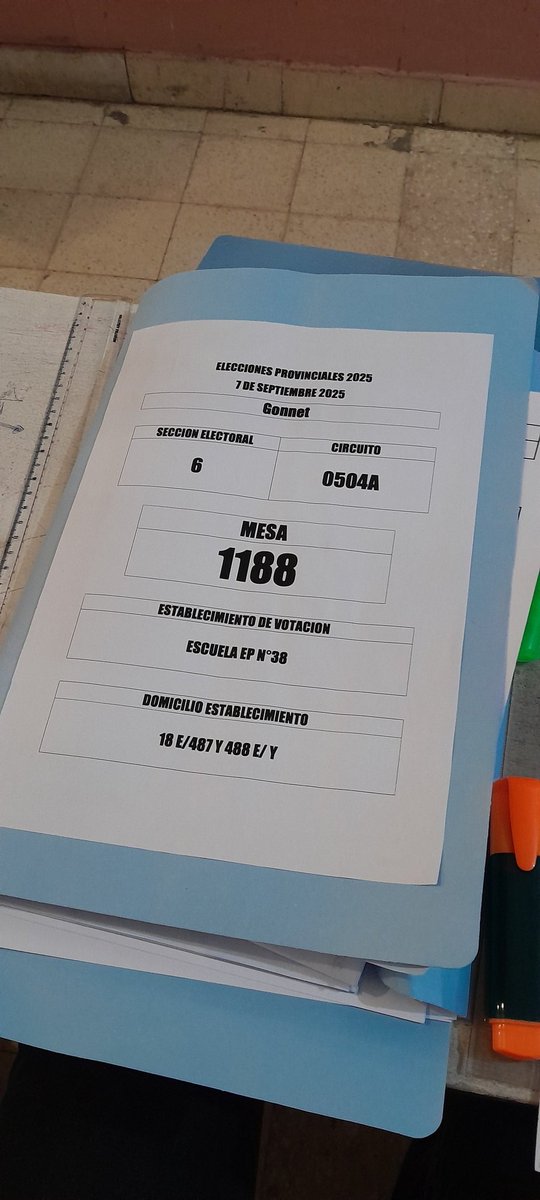 ELECCIONES PROVINCIALES 2025
7 DE SEPTIEMBRE 2025
Gonnet
SECCION ELECTORAL
6
CIRCUITO
0504A
MESA
1188
ESTABLECIMIENTO DE VOTACION
ESCUELA EP N°38
DOMICILIO ESTABLECIMIENTO
18 E/487 Y 488 E/ Y